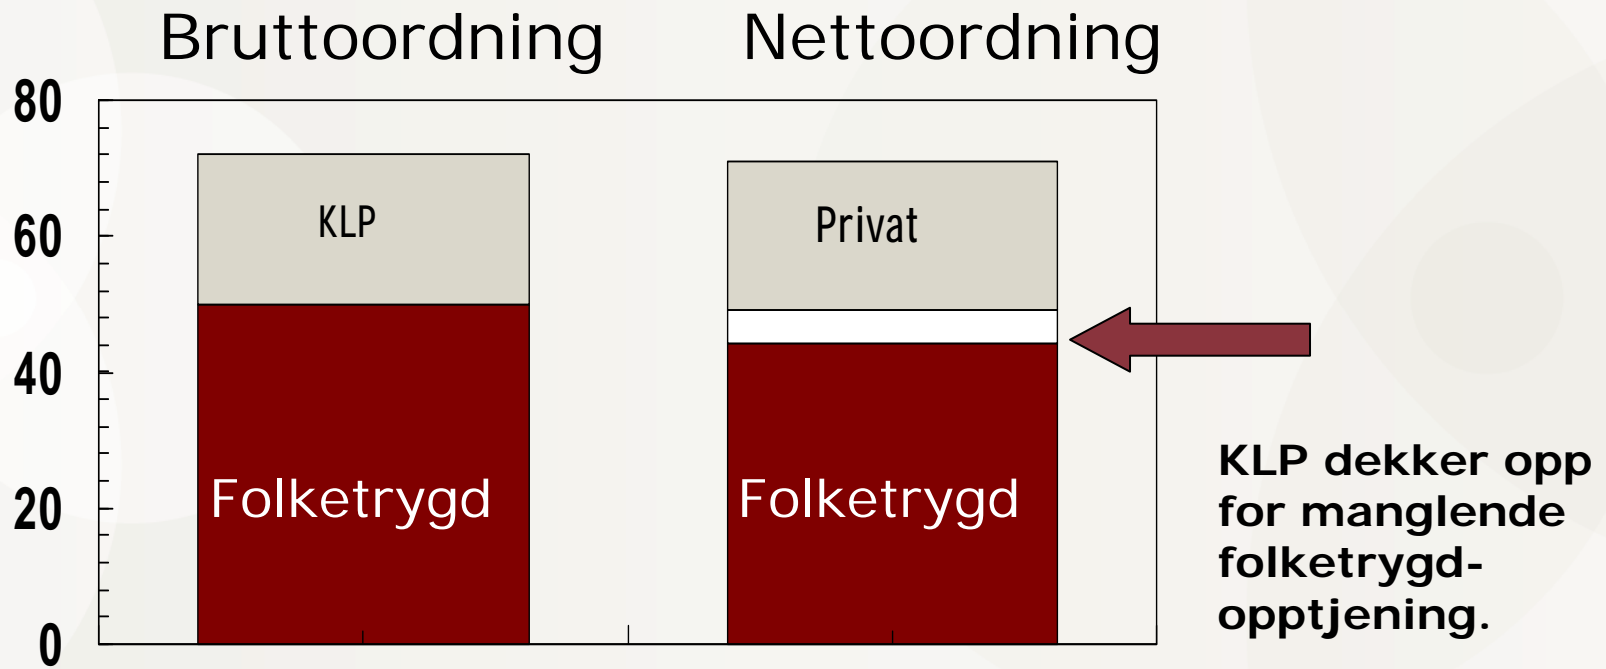 Bruttoordning
Nettoordning
80
60
40
20
0
KLP
Privat
Folketrygd
Folketrygd
KLP dekker opp
for manglende
folketrygd-
opptjening.